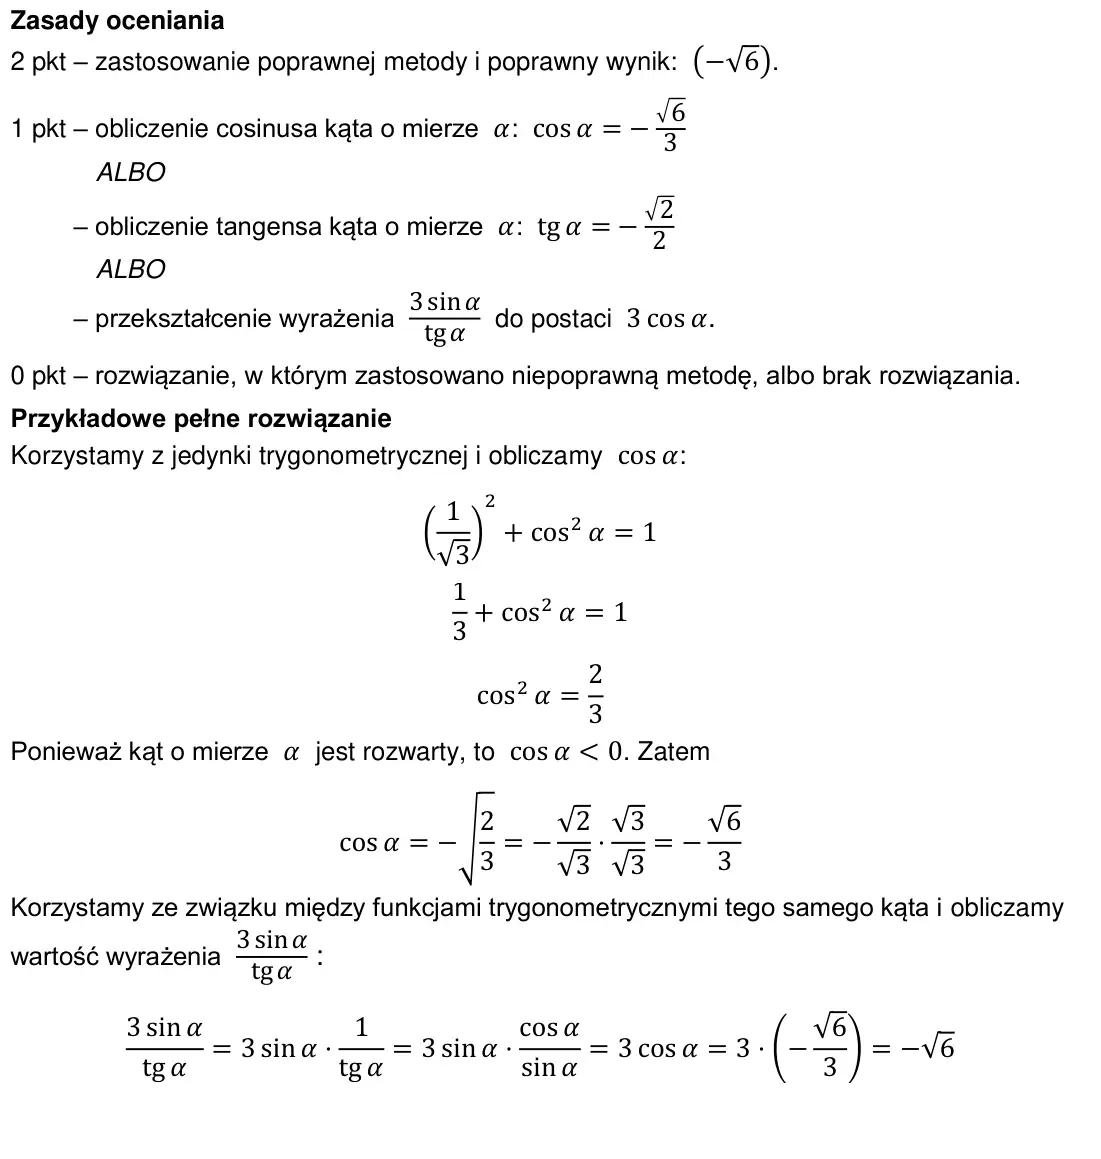 Zasady oceniania
2 pkt – zastosowanie poprawnej metody i poprawny wynik: (−√6).
1 pkt – obliczenie cosinusa kąta o mierze α: cos α = −√6/3
ALBO
– obliczenie tangensa kąta o mierze α: tg α = −√2/2
ALBO
– przekształcenie wyrażenia (3 sin α)/(tg α) do postaci 3 cos α.
0 pkt – rozwiązanie, w którym zastosowano niepoprawną metodę, albo brak rozwiązania.
Przykładowe pełne rozwiązanie
Korzystamy z jedynki trygonometrycznej i obliczamy cos α:
(1/√3)² + cos² α = 1
1/3 + cos² α = 1
cos² α = 2/3
Ponieważ kąt o mierze α jest rozwarty, to cos α < 0. Zatem
cos α = −√(2/3) = −√2/√3 · √3/√3 = −√6/3
Korzystamy ze związku między funkcjami trygonometrycznymi tego samego kąta i obliczamy
wartość wyrażenia (3 sin α)/(tg α) :
(3 sin α)/(tg α) = 3 sin α · 1/(tg α) = 3 sin α · (cos α)/(sin α) = 3 cos α = 3 · (−√6/3) = −√6